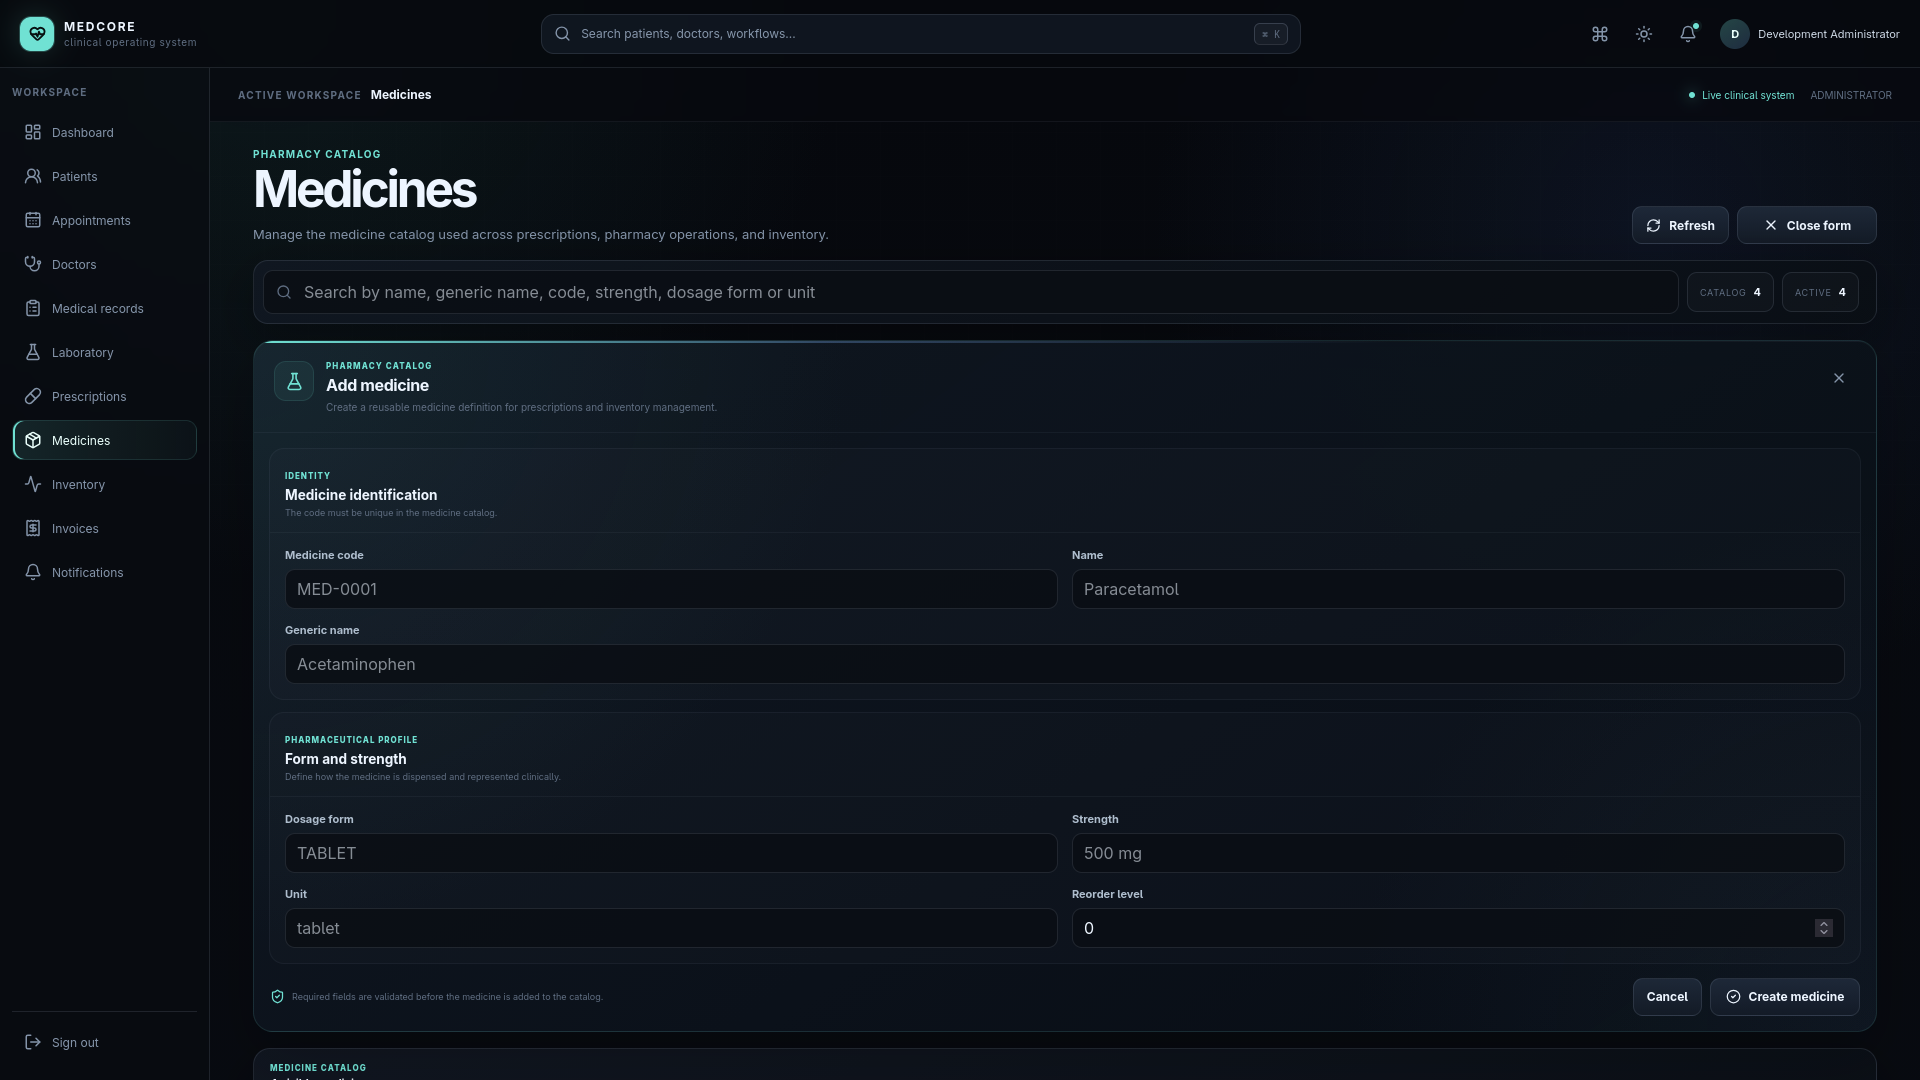 MEDCORE
clinical operating system
Search patients, doctors, workflows...
⌘ K
D
Development Administrator
WORKSPACE
Dashboard
Patients
Appointments
Doctors
Medical records
Laboratory
Prescriptions
Medicines
Inventory
Invoices
Notifications
Sign out
ACTIVE WORKSPACE Medicines
Live clinical system
ADMINISTRATOR
PHARMACY CATALOG
Medicines
Manage the medicine catalog used across prescriptions, pharmacy operations, and inventory.
Refresh
Close form
Search by name, generic name, code, strength, dosage form or unit
CATALOG 4
ACTIVE 4
PHARMACY CATALOG
Add medicine
Create a reusable medicine definition for prescriptions and inventory management.
IDENTITY
Medicine identification
The code must be unique in the medicine catalog.
Medicine code
MED-0001
Name
Paracetamol
Generic name
Acetaminophen
PHARMACEUTICAL PROFILE
Form and strength
Define how the medicine is dispensed and represented clinically.
Dosage form
TABLET
Strength
500 mg
Unit
tablet
Reorder level
0
Required fields are validated before the medicine is added to the catalog.
Cancel
Create medicine
MEDICINE CATALOG